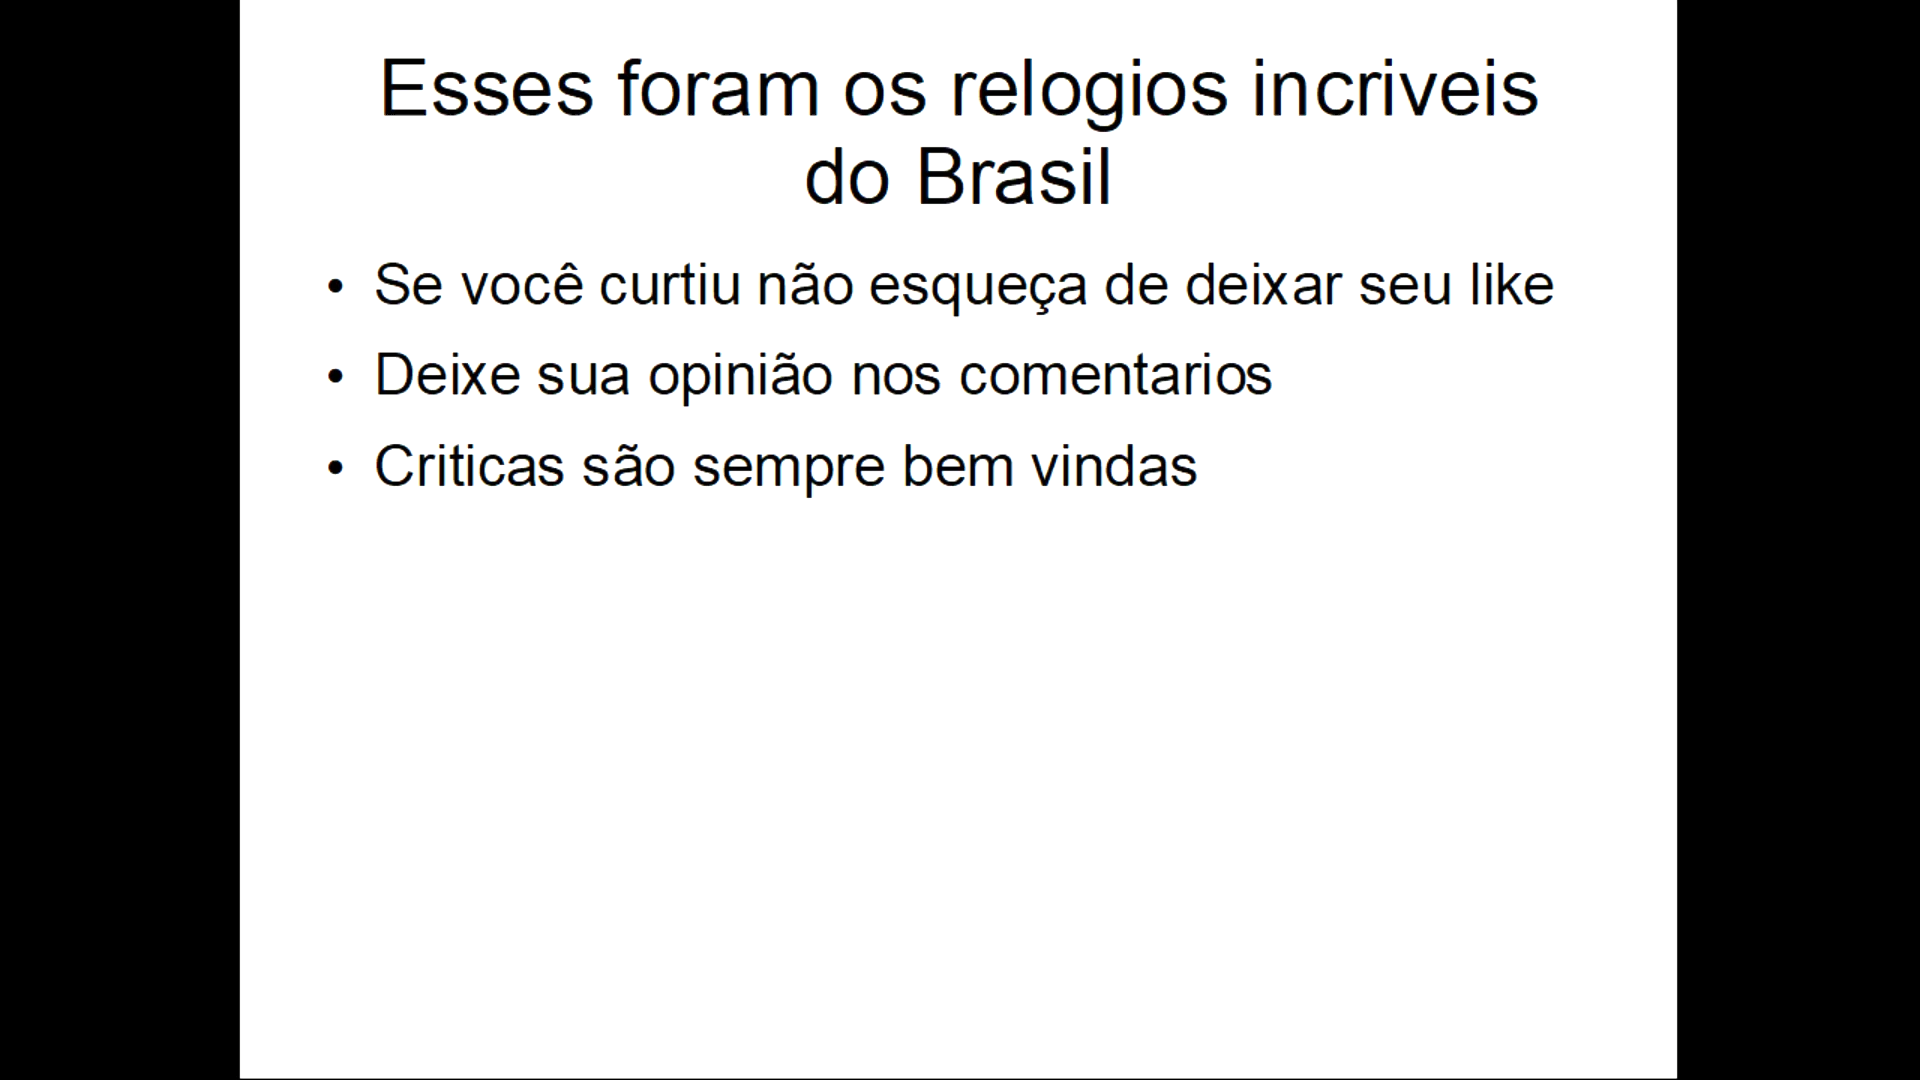 Esses foram os relogios incriveis
do Brasil
• Se você curtiu não esqueça de deixar seu like
• Deixe sua opinião nos comentarios
• Criticas são sempre bem vindas